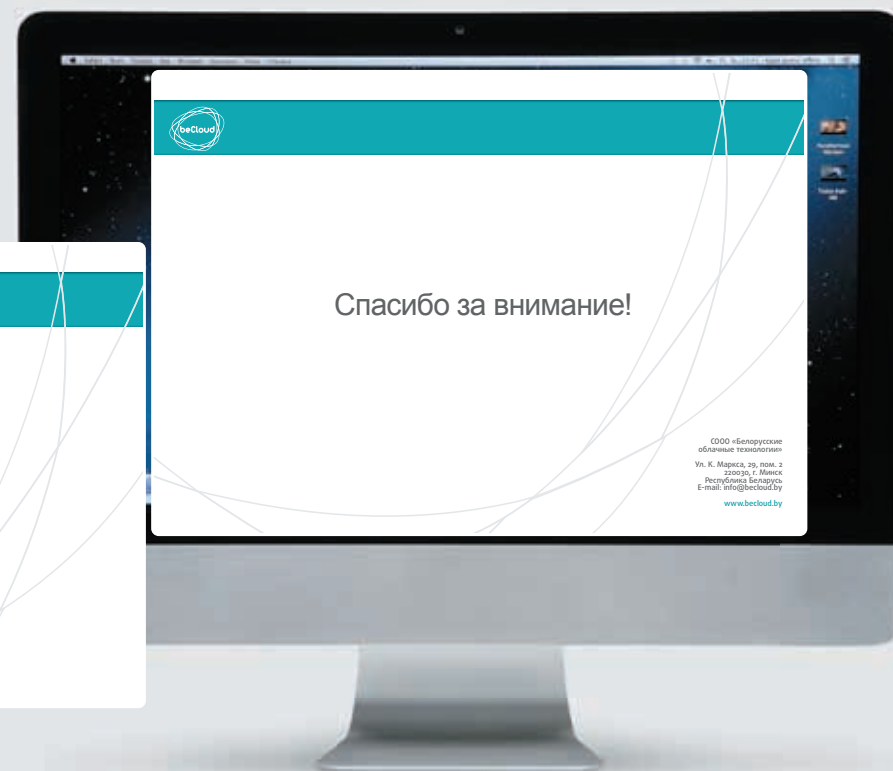 beCloud
Спасибо за внимание!
СООО «Белорусские
облачные технологии»
Ул. К. Маркса, 29, пом. 2
220030, г. Минск
Республика Беларусь
E-mail: info@becloud.by
www.becloud.by